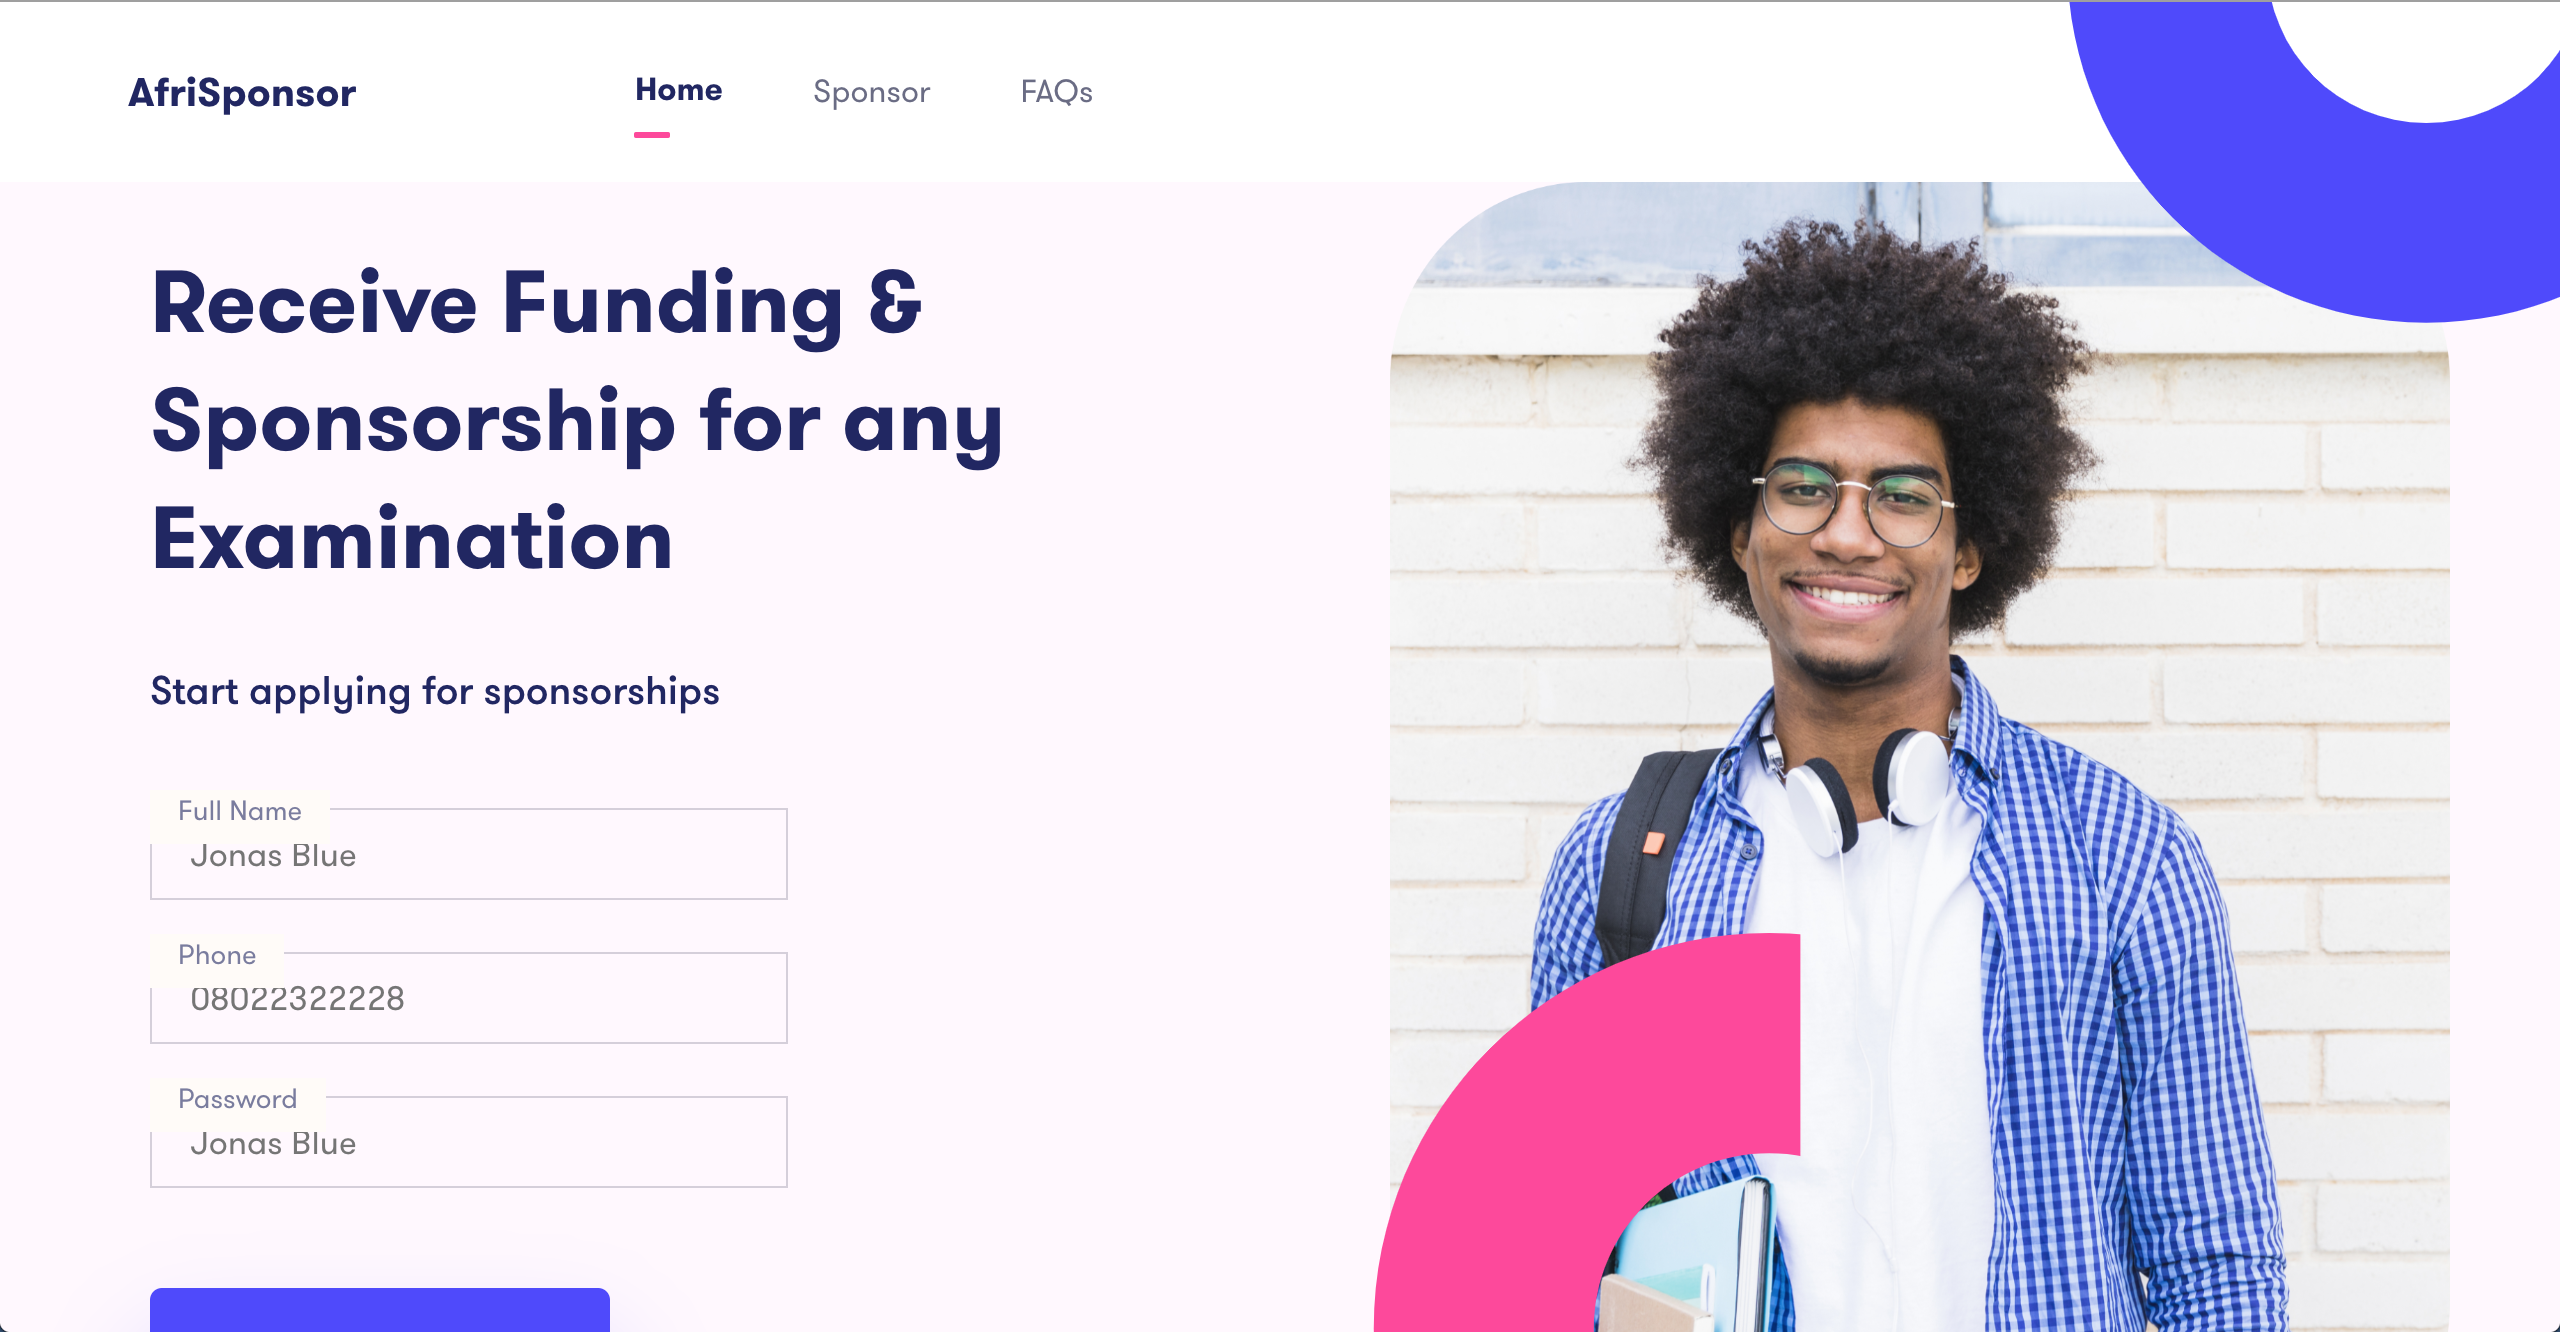 AfriSponsor
Home
Sponsor
FAQs
Receive Funding &
Sponsorship for any
Examination
Start applying for sponsorships
Full Name
Jonas Blue
Phone
08022322228
Password
Jonas Blue